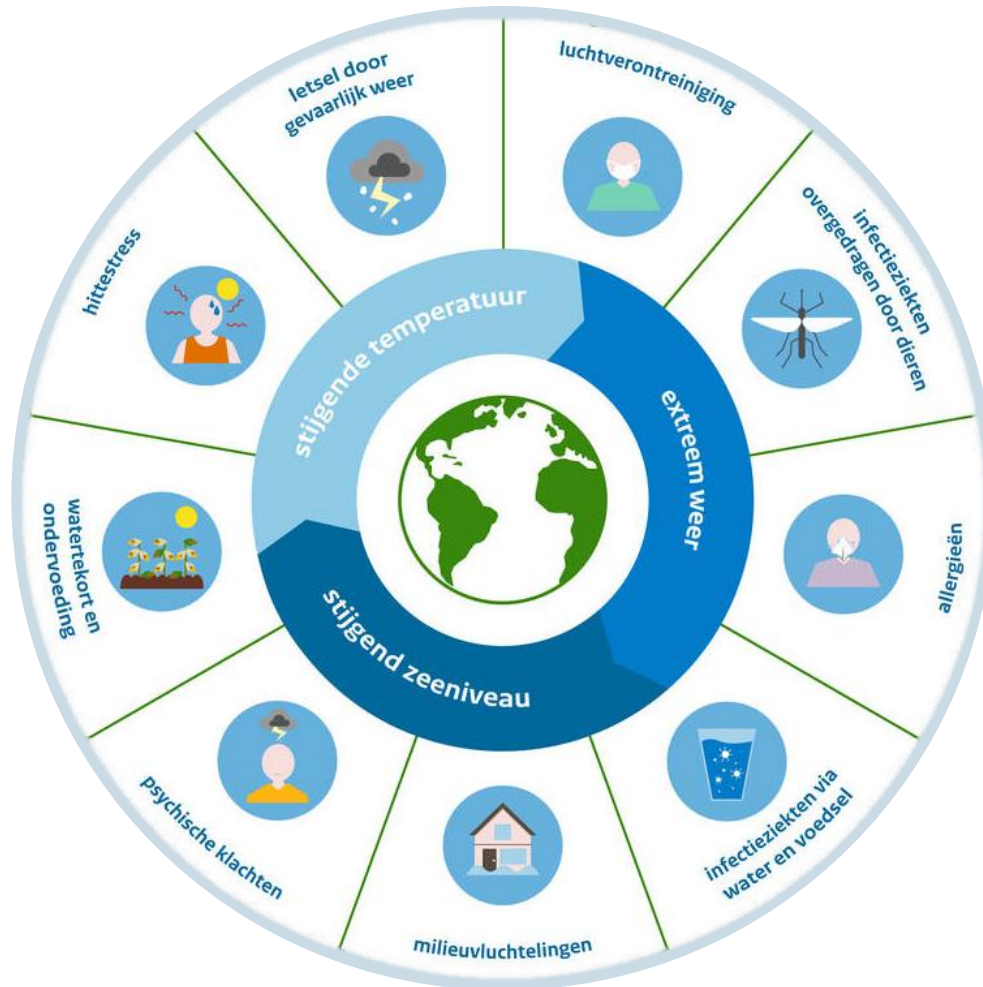 letsel door
gevaarlijk weer
luchtverontreiniging
infectieziekten
overgedragen door dieren
allergieën
infectieziekten via
water en voedsel
milieuvluchtelingen
psychische klachten
watertekort en
ondervoeding
hittestress
stijgende temperatuur
extreem weer
stijgend zeeniveau